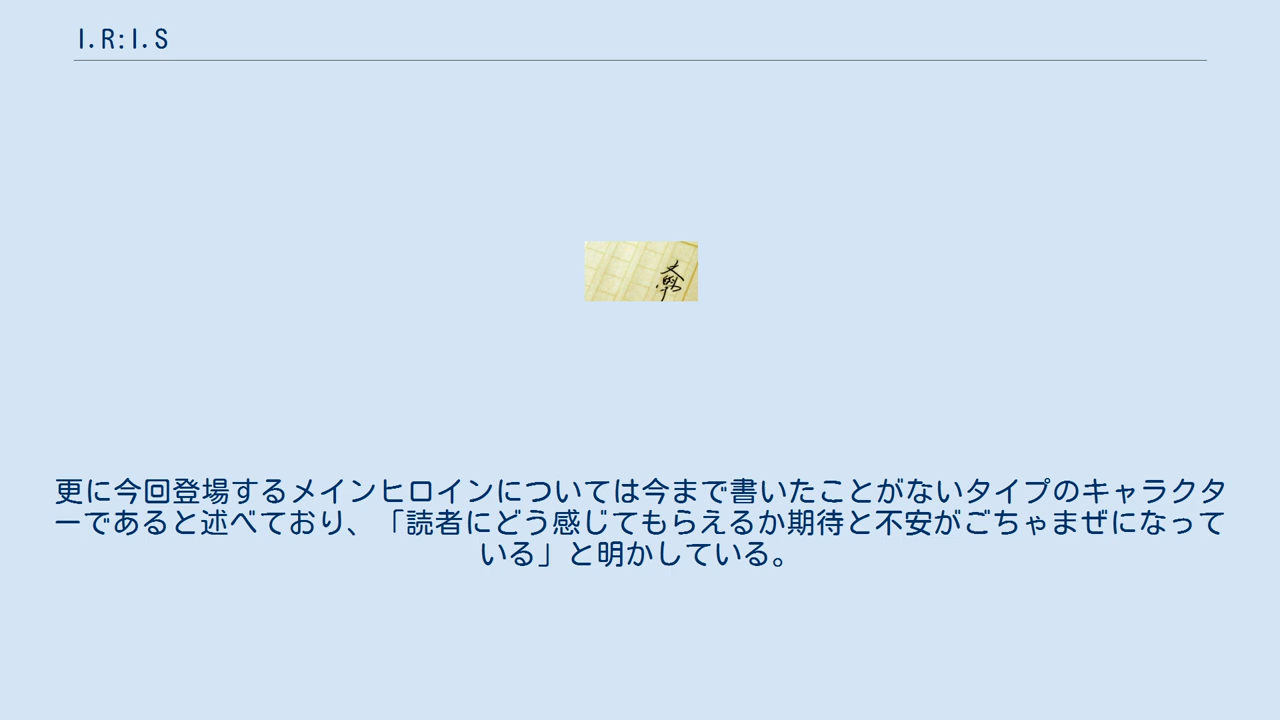 I.R:I.S
更に今回登場するメインヒロインについては今まで書いたことがないタイプのキャラクタ
ーであると述べており、「読者にどう感じてもらえるか期待と不安がごちゃまぜになって
いる」と明かしている。